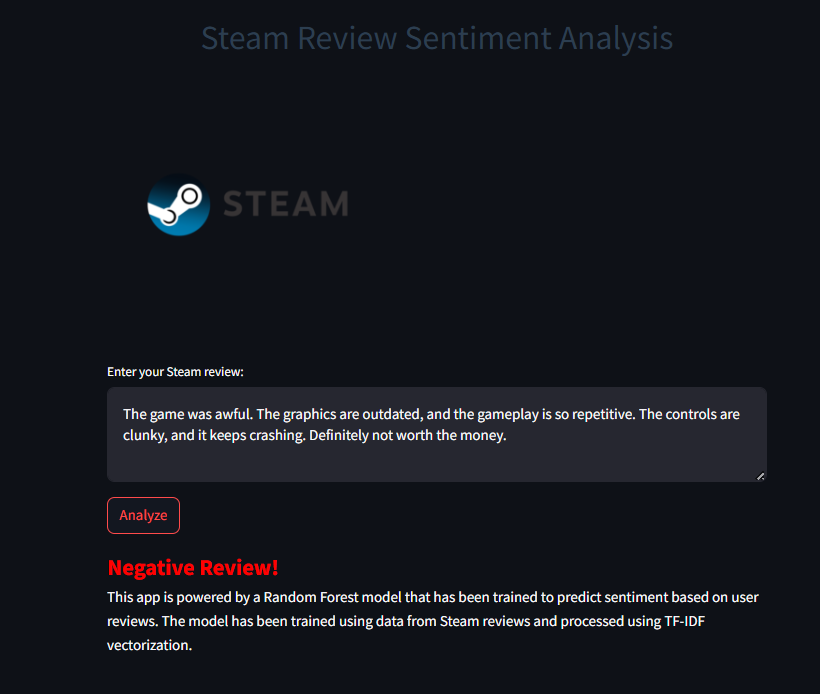 Steam Review Sentiment Analysis
STEAM
Enter your Steam review:
The game was awful. The graphics are outdated, and the gameplay is so repetitive. The controls are
clunky, and it keeps crashing. Definitely not worth the money.
Analyze
Negative Review!
This app is powered by a Random Forest model that has been trained to predict sentiment based on user
reviews. The model has been trained using data from Steam reviews and processed using TF-IDF
vectorization.